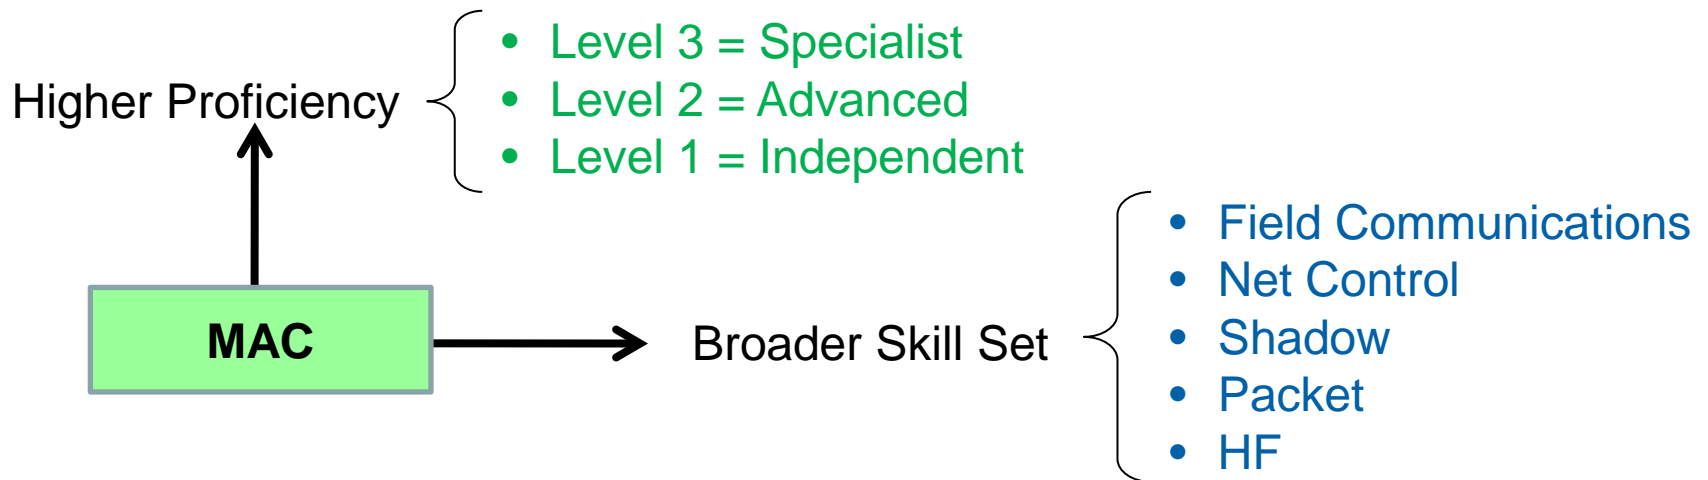 Higher Proficiency
• Level 3 = Specialist
• Level 2 = Advanced
• Level 1 = Independent
MAC
Broader Skill Set
• Field Communications
• Net Control
• Shadow
• Packet
• HF